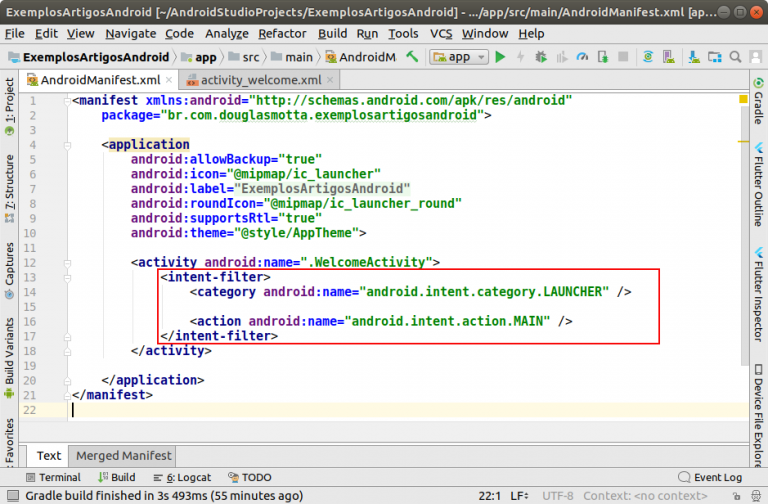 ExemplosArtigosAndroid [~/AndroidStudioProjects/ExemplosArtigosAndroid] - .../app/src/main/AndroidManifest.xml [ap...
File Edit View Navigate Code Analyze Refactor Build Run Tools VCS Window Help
ExemplosArtigosAndroid app src main AndroidM app
AndroidManifest.xml activity_welcome.xml
1 <manifest xmlns:android="http://schemas.android.com/apk/res/android"
2 package="br.com.douglasmotta.exemplosartigosandroid">
3
4 <application
5 android:allowBackup="true"
6 android:icon="@mipmap/ic_launcher"
7 android:label="ExemplosArtigosAndroid"
8 android:roundIcon="@mipmap/ic_launcher_round"
9 android:supportsRtl="true"
10 android:theme="@style/AppTheme">
11
12 <activity android:name=".WelcomeActivity">
13 <intent-filter>
14 <category android:name="android.intent.category.LAUNCHER" />
15
16 <action android:name="android.intent.action.MAIN" />
17 </intent-filter>
18 </activity>
19
20 </application>
21 </manifest>
22
1: Project
7: Structure
Captures
Build Variants
Favorites
Gradle
Flutter Outline
Flutter Inspector
Device File Explorer
Text Merged Manifest
Terminal Build 6: Logcat TODO Event Log
Gradle build finished in 3s 493ms (55 minutes ago) 22:1 LF UTF-8 Context: <no context>